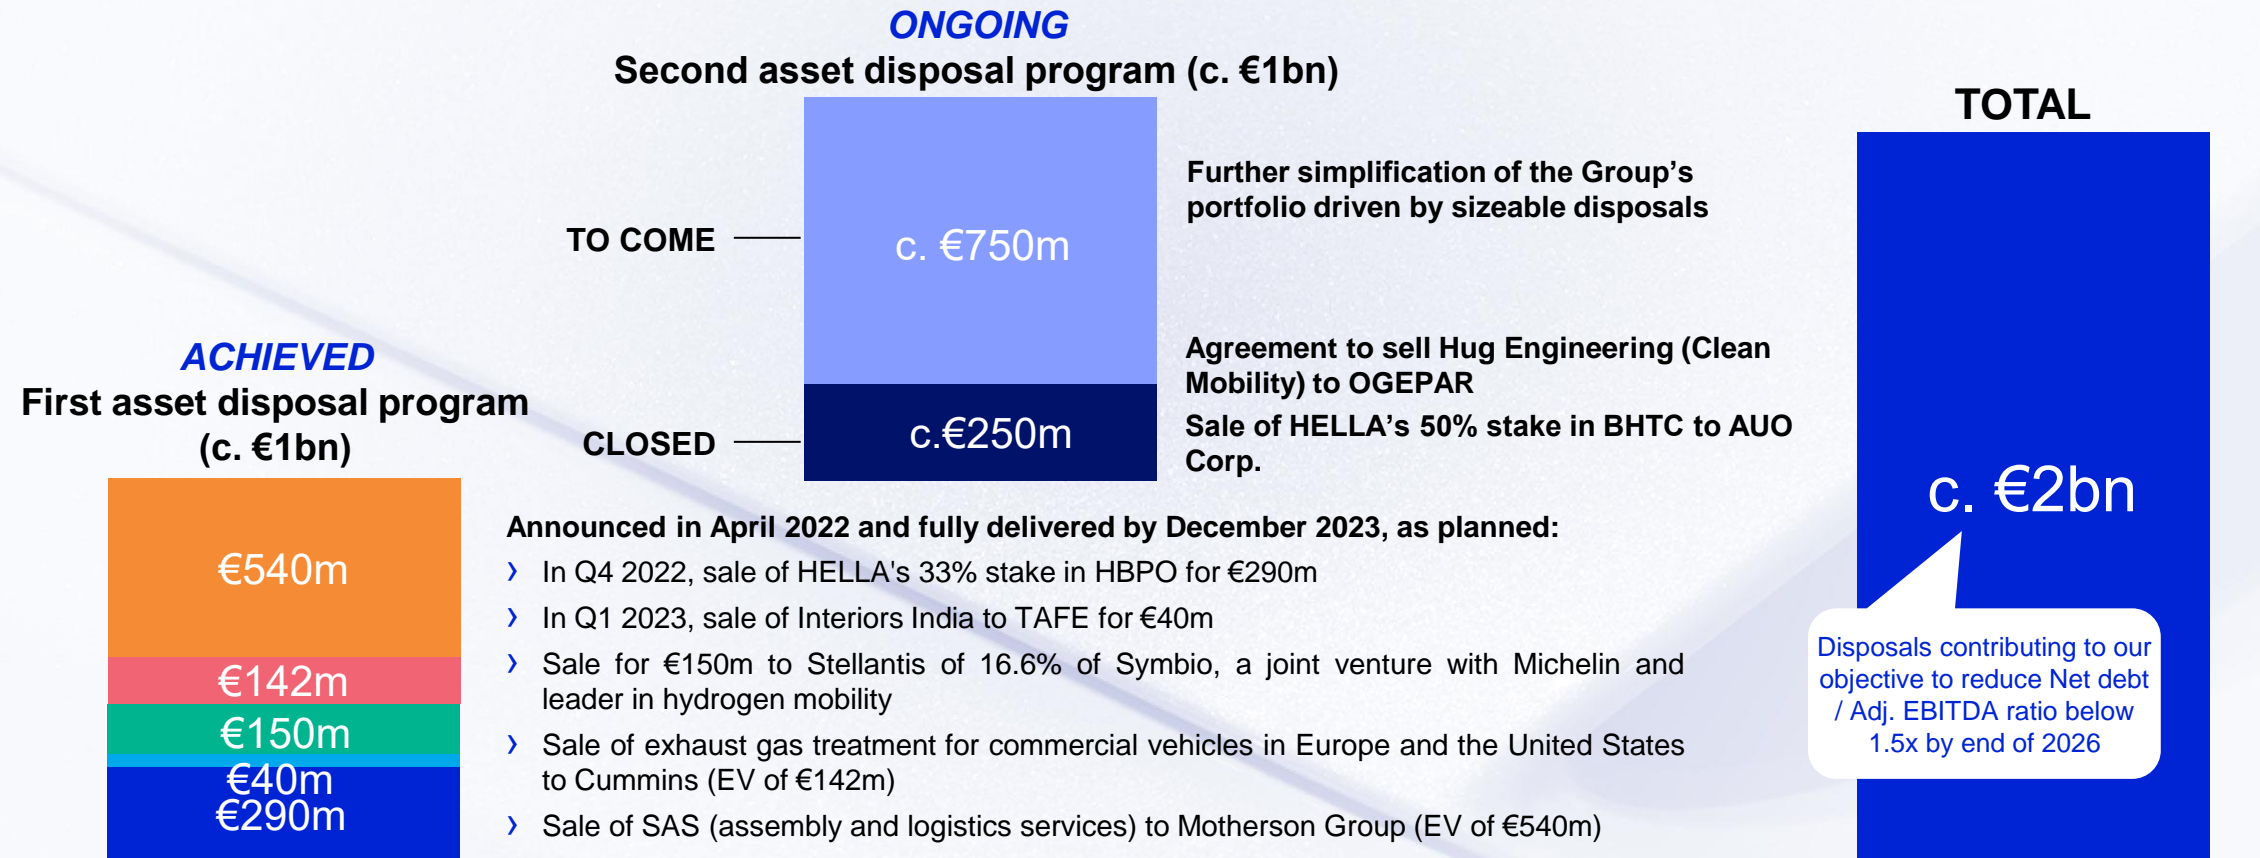 ONGOING
Second asset disposal program (c. €1bn)
TO COME
c. €750m
Further simplification of the Group's
portfolio driven by sizeable disposals
CLOSED
c.€250m
Agreement to sell Hug Engineering (Clean
Mobility) to OGEPAR
Sale of HELLA's 50% stake in BHTC to AUO
Corp.
ACHIEVED
First asset disposal program
(c. €1bn)
€540m
€142m
€150m
€40m
€290m
Announced in April 2022 and fully delivered by December 2023, as planned:
› In Q4 2022, sale of HELLA's 33% stake in HBPO for €290m
› In Q1 2023, sale of Interiors India to TAFE for €40m
› Sale for €150m to Stellantis of 16.6% of Symbio, a joint venture with Michelin and
leader in hydrogen mobility
› Sale of exhaust gas treatment for commercial vehicles in Europe and the United States
to Cummins (EV of €142m)
› Sale of SAS (assembly and logistics services) to Motherson Group (EV of €540m)
TOTAL
c. €2bn
Disposals contributing to our
objective to reduce Net debt
/ Adj. EBITDA ratio below
1.5x by end of 2026